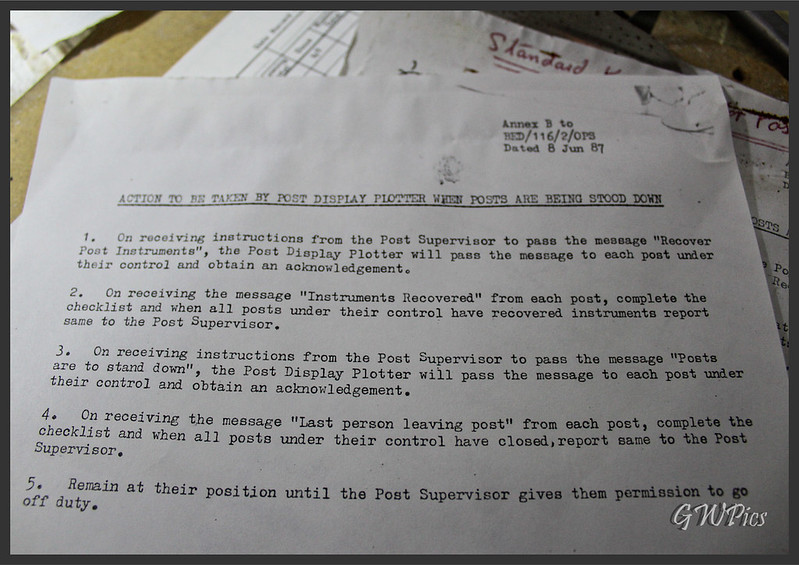 Standard
Annex B to
BED/116/2/OPS
Dated 8 Jun 87
ACTION TO BE TAKEN BY POST DISPLAY PLOTTER WHEN POSTS ARE BEING STOOD DOWN
1. On receiving instructions from the Post Supervisor to pass the message "Recover
Post Instruments", the Post Display Plotter will pass the message to each post under
their control and obtain an acknowledgement.
2. On receiving the message "Instruments Recovered" from each post, complete the
checklist and when all posts under their control have recovered instruments report
same to the Post Supervisor.
3. On receiving instructions from the Post Supervisor to pass the message "Posts
are to stand down", the Post Display Plotter will pass the message to each post under
their control and obtain an acknowledgement.
4. On receiving the message "Last person leaving post" from each post, complete the
checklist and when all posts under their control have closed,report same to the Post
Supervisor.
5. Remain at their position until the Post Supervisor gives them permission to go
off duty.
GWPics